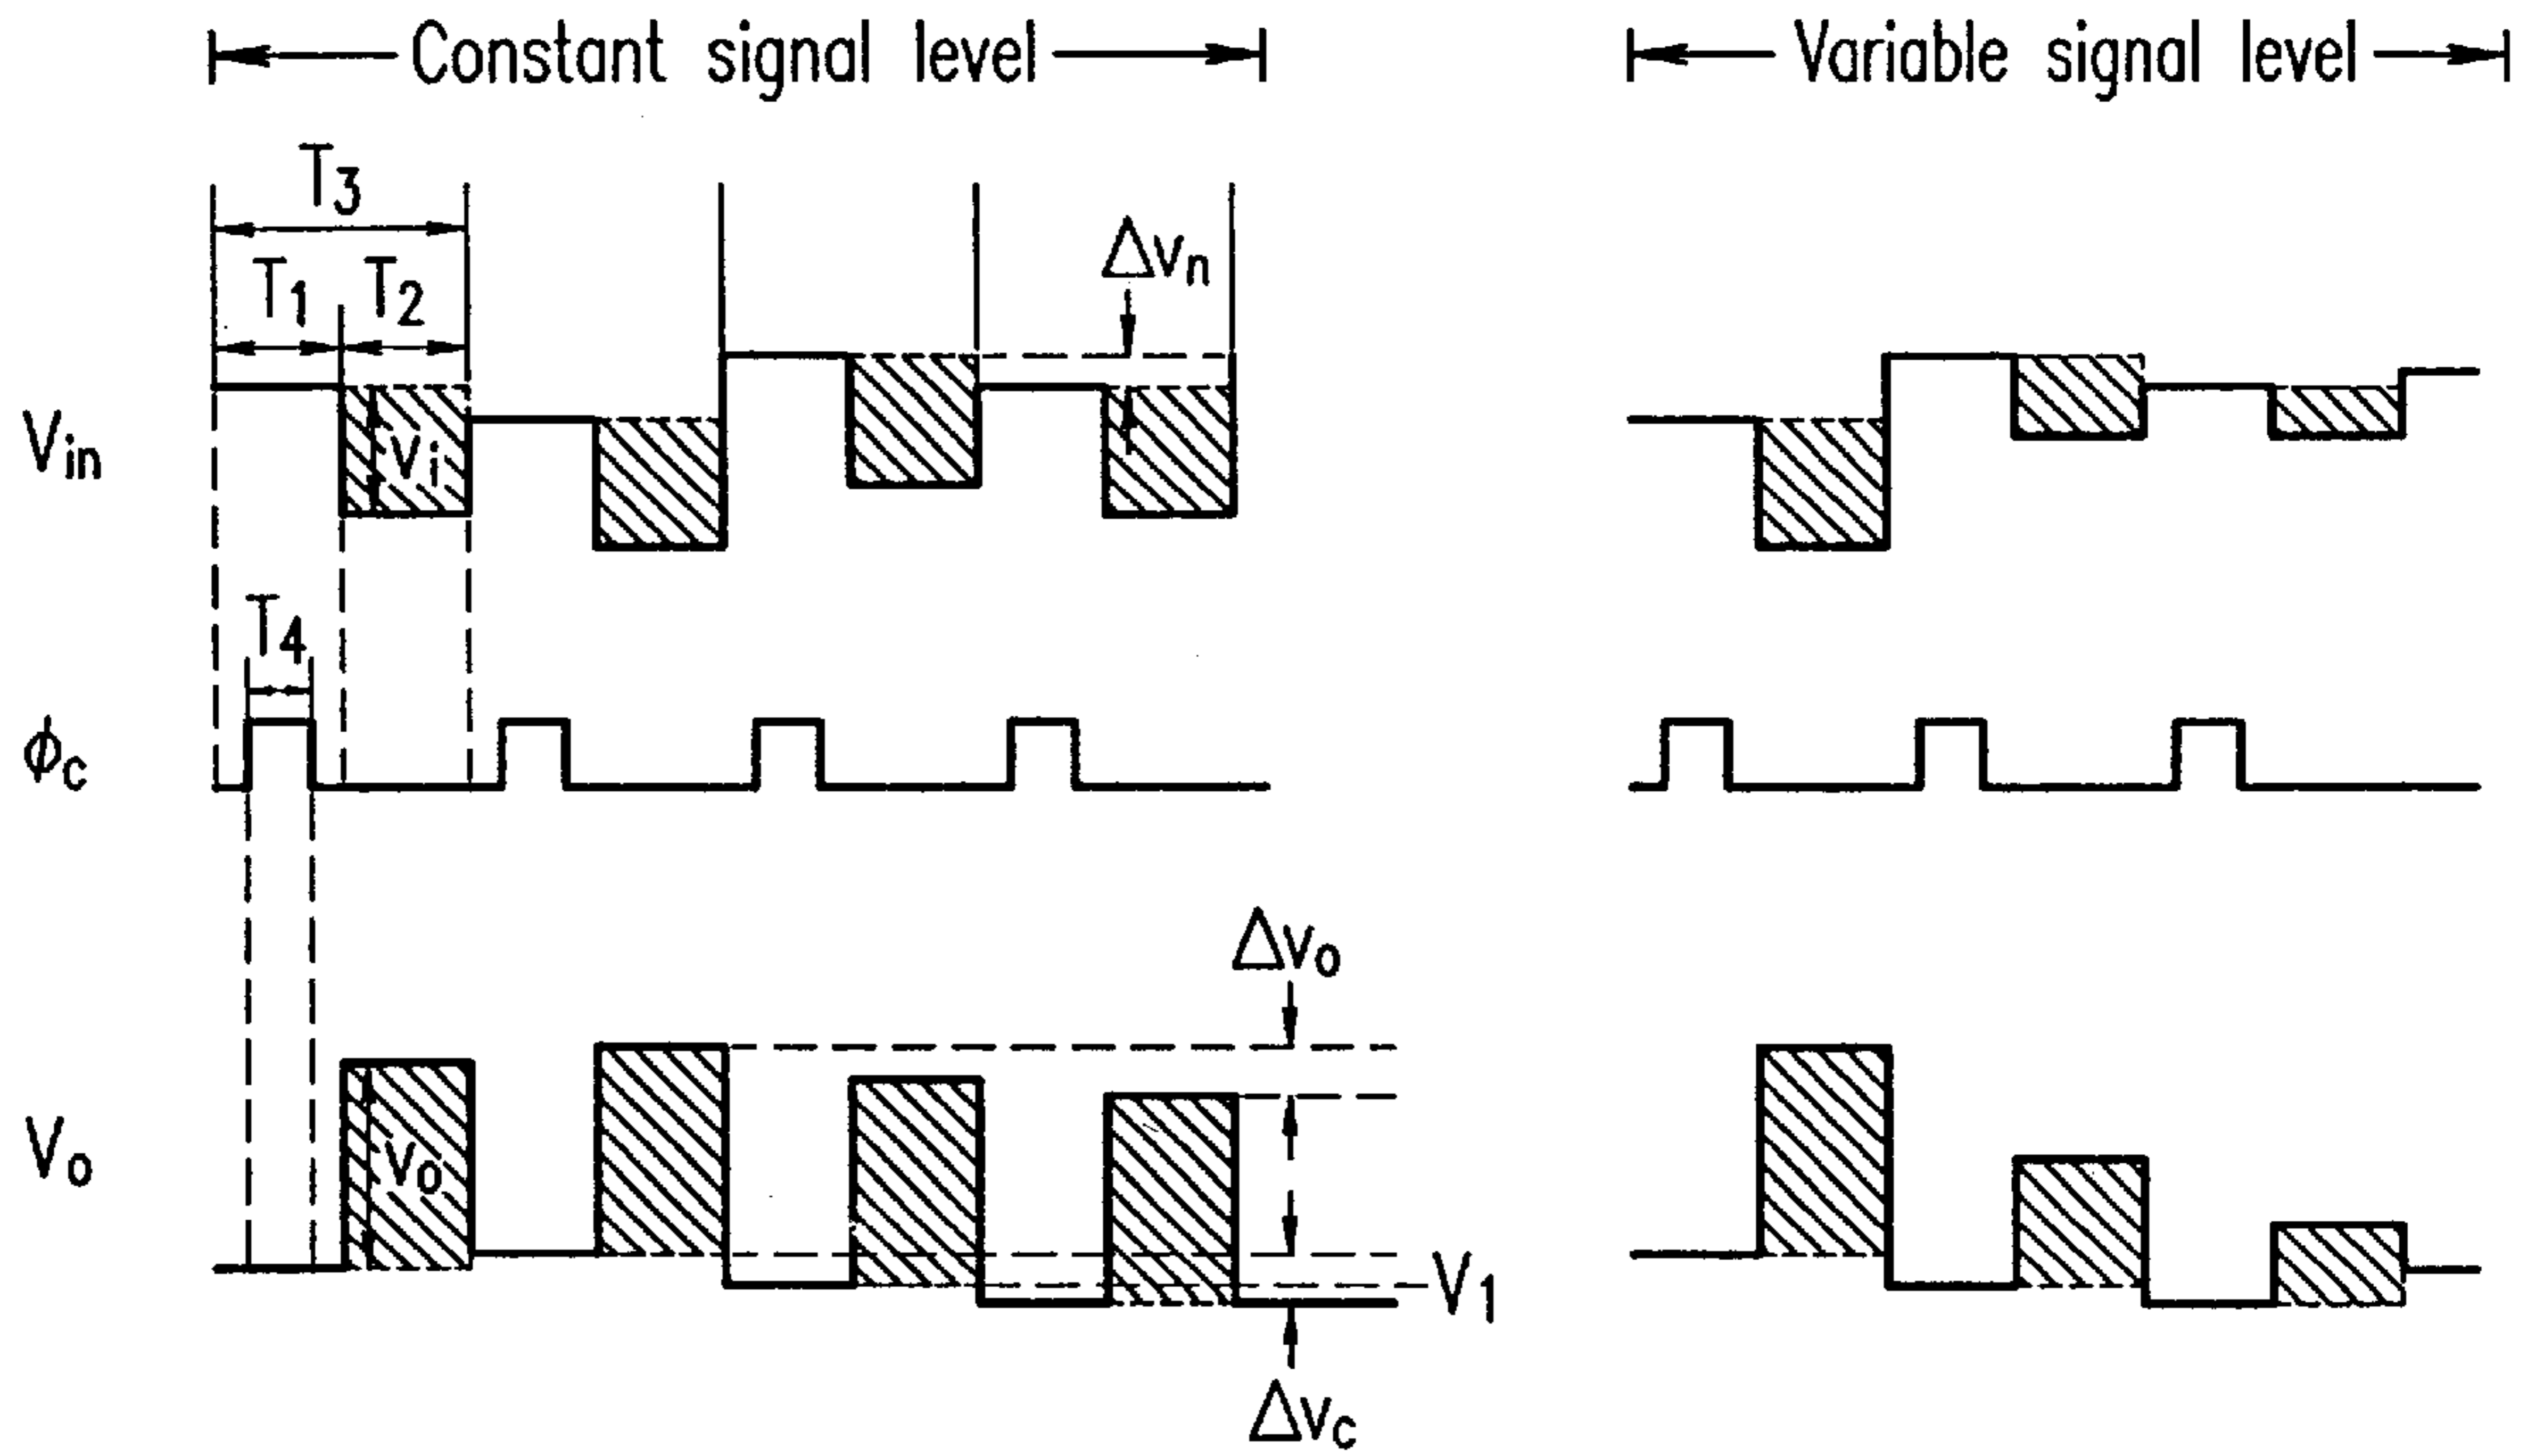 Constant signal level
Variable signal level
T3
T1 T2
Δvn
Vin
vi
T4
ϕc
Δvo
Vo
vo
V1
Δvc